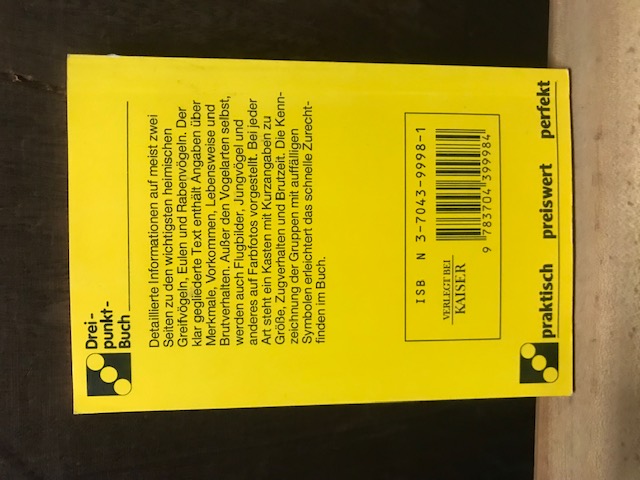 Drei-
punkt-
Buch
Detaillierte Informationen auf meist zwei
Seiten zu den wichtigsten heimischen
Greifvögeln, Eulen und Rabenvögeln. Der
klar gegliederte Text enthält Angaben über
Merkmale, Vorkommen, Lebensweise und
Brutverhalten. Außer den Vogelarten selbst,
werden auch Flugbilder, Jungvögel und
anderes auf Farbfotos vorgestellt. Bei jeder
Art steht ein Kasten mit Kurzangaben zu
Größe, Zugverhalten und Brutzeit. Die Kenn-
zeichnung der Gruppen mit auffälligen
Symbolen erleichtert das schnelle Zurecht-
finden im Buch.
ISBN 3-7043-9998-1
VERLEGT BEI
KAISER
9 783704 399984
praktisch preiswert perfekt